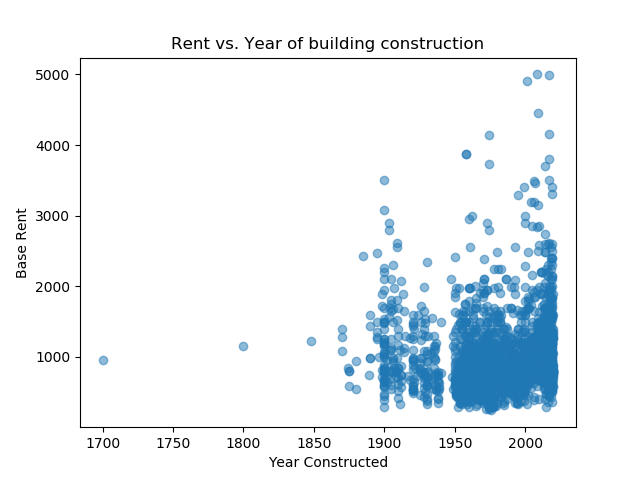 Rent vs. Year of building construction
5000
4000
3000
2000
1000
Base Rent
1700 1750 1800 1850 1900 1950 2000
Year Constructed